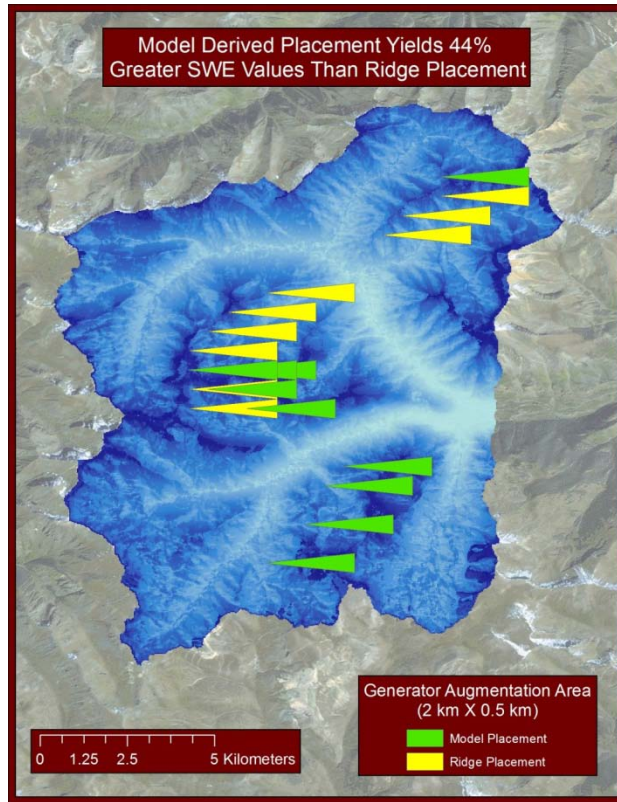 Model Derived Placement Yields 44%
Greater SWE Values Than Ridge Placement
Generator Augmentation Area
(2 km X 0.5 km)
Model Placement
Ridge Placement
0 1.25 2.5 5 Kilometers